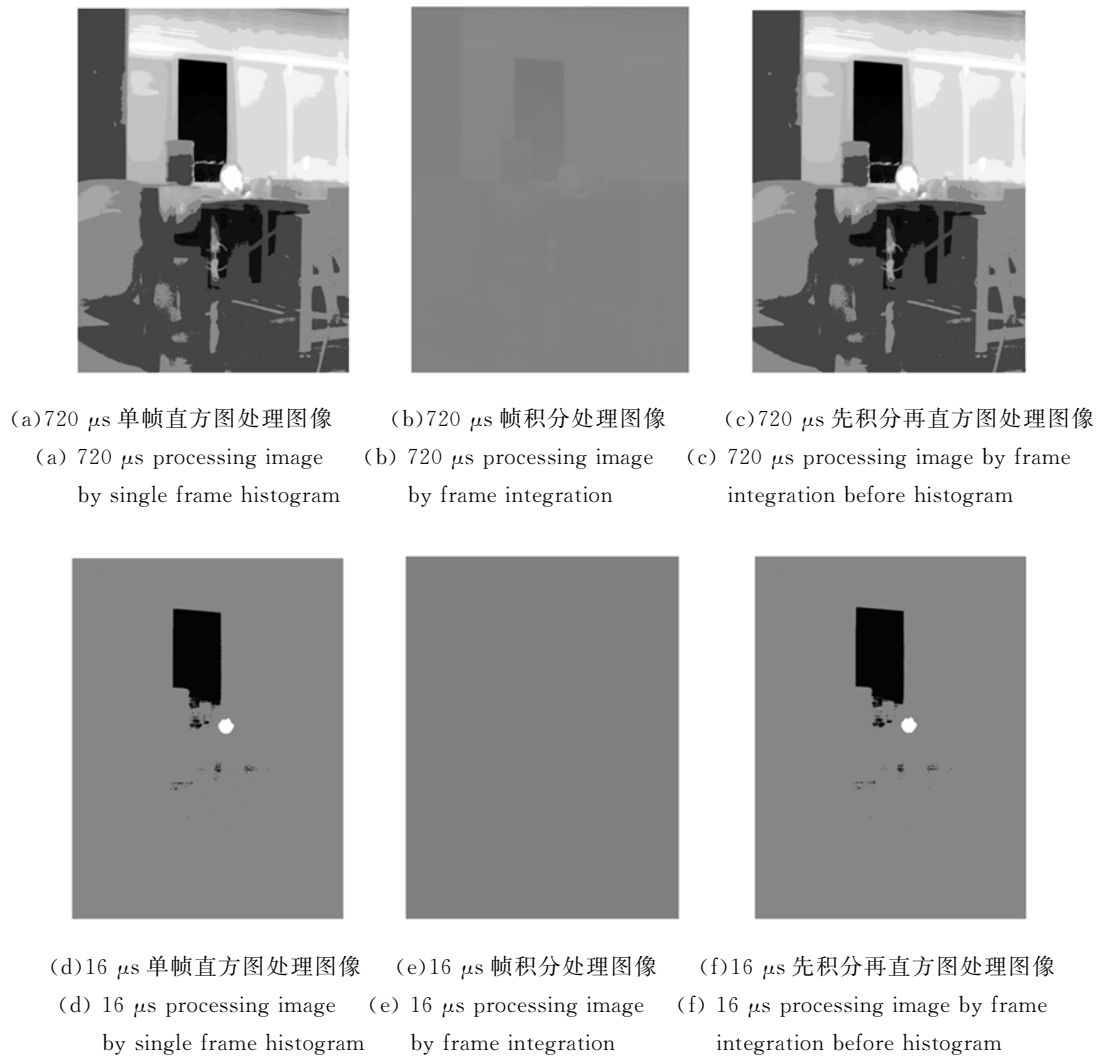 (a)720 μs 单帧直方图处理图像
(a) 720 μs processing image
by single frame histogram
(b)720 μs 帧积分处理图像
(b) 720 μs processing image
by frame integration
(c)720 μs 先积分再直方图处理图像
(c) 720 μs processing image by frame
integration before histogram
(d)16 μs 单帧直方图处理图像
(d) 16 μs processing image
by single frame histogram
(e)16 μs 帧积分处理图像
(e) 16 μs processing image
by frame integration
(f)16 μs 先积分再直方图处理图像
(f) 16 μs processing image by frame
integration before histogram